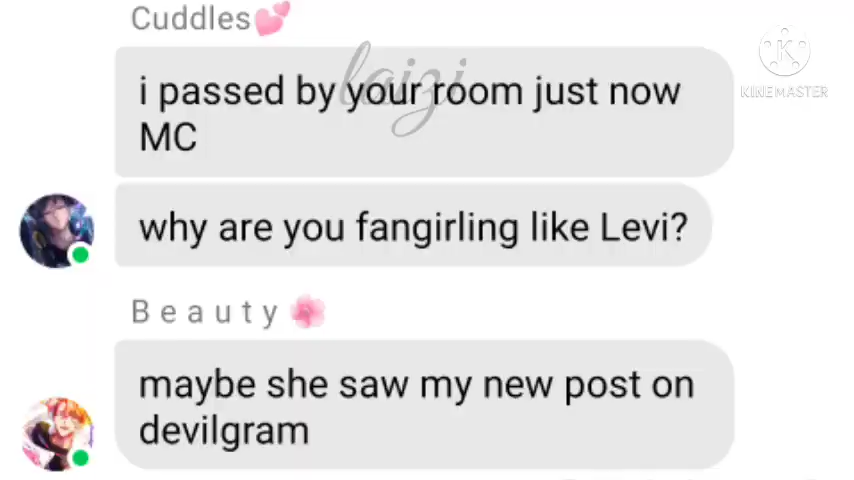 Cuddles💕
i passed by your room just now
MC
laizi
KINEMASTER
why are you fangirling like Levi?
Beauty 🌸
maybe she saw my new post on
devilgram